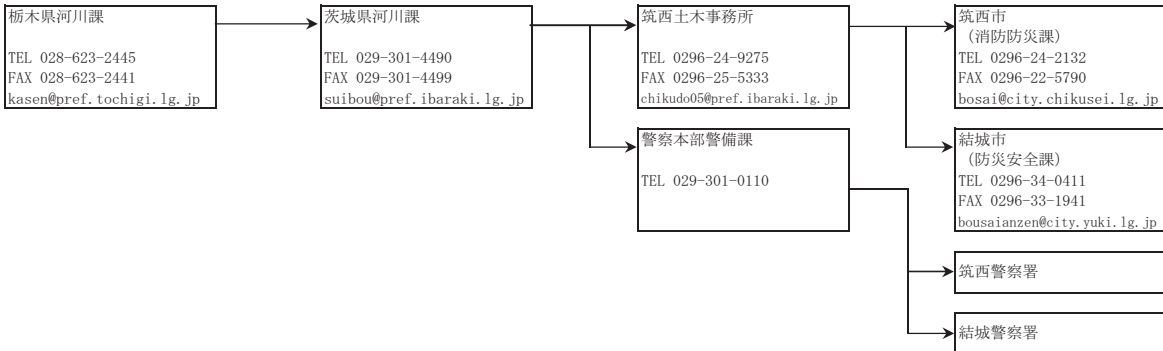 栃木県河川課
TEL 028-623-2445
FAX 028-623-2441
kasen@pref.tochigi.lg.jp
茨城県河川課
TEL 029-301-4490
FAX 029-301-4499
suibou@pref.ibaraki.lg.jp
筑西土木事務所
TEL 0296-24-9275
FAX 0296-25-5333
chikudo05@pref.ibaraki.lg.jp
筑西市
（消防防災課）
TEL 0296-24-2132
FAX 0296-22-5790
bosai@city.chikusei.lg.jp
警察本部警備課
TEL 029-301-0110
結城市
（防災安全課）
TEL 0296-34-0411
FAX 0296-33-1941
bousaianzen@city.yuki.lg.jp
筑西警察署
結城警察署